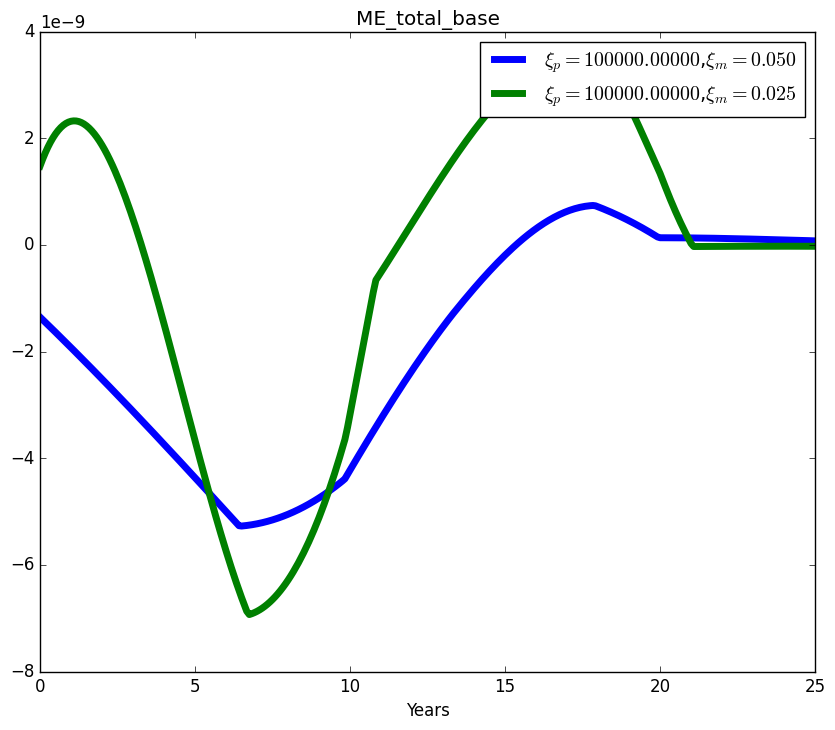 ME_total_base
1e−9
ξp = 100000.00000,ξm = 0.050
ξp = 100000.00000,ξm = 0.025
4
2
0
−2
−4
−6
−8
0 5 10 15 20 25
Years